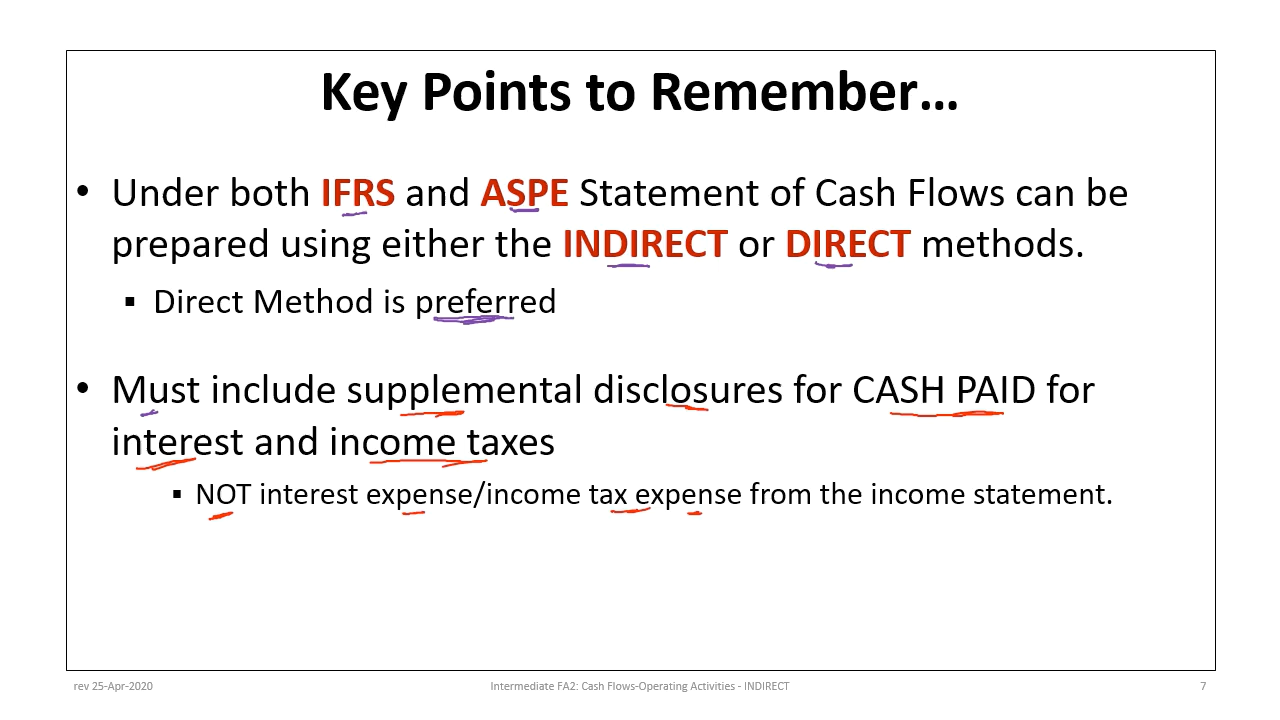 Key Points to Remember…
• Under both IFRS and ASPE Statement of Cash Flows can be
prepared using either the INDIRECT or DIRECT methods.
▪ Direct Method is preferred
• Must include supplemental disclosures for CASH PAID for
interest and income taxes
▪ NOT interest expense/income tax expense from the income statement.
rev 25-Apr-2020 Intermediate FA2: Cash Flows-Operating Activities - INDIRECT 7